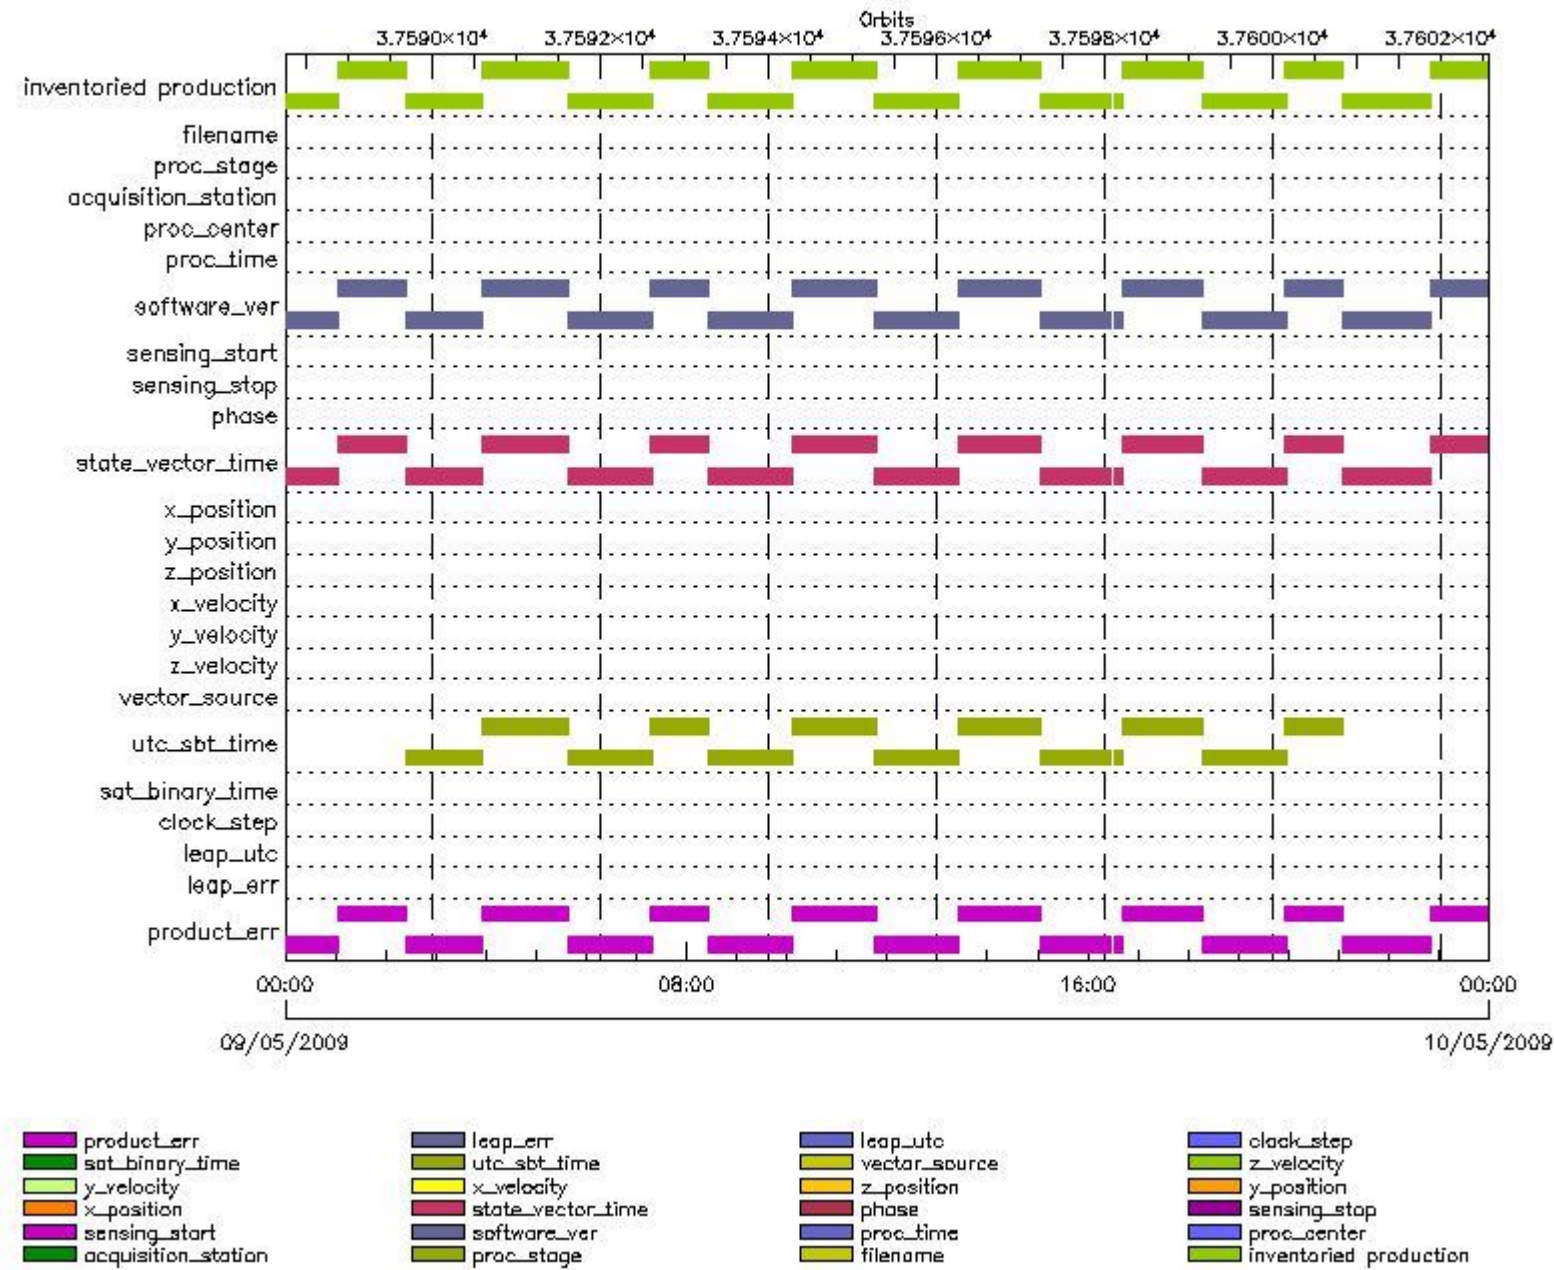 Orbits
3.7590×10⁴ 3.7592×10⁴ 3.7594×10⁴ 3.7596×10⁴ 3.7598×10⁴ 3.7600×10⁴ 3.7602×10⁴
inventoried production
filename
proc_stage
acquisition_station
proc_center
proc_time
software_ver
sensing_start
sensing_stop
phase
state_vector_time
x_position
y_position
z_position
x_velocity
y_velocity
z_velocity
vector_source
utc_sbt_time
sat_binary_time
clock_step
leap_utc
leap_err
product_err
00:00 08:00 16:00 00:00
09/05/2009 10/05/2009
product_err leap_err leap_utc clock_step
sat_binary_time utc_sbt_time vector_source z_velocity
y_velocity x_velocity z_position y_position
x_position state_vector_time phase sensing_stop
sensing_start software_ver proc_time proc_center
acquisition_station proc_stage filename inventoried production